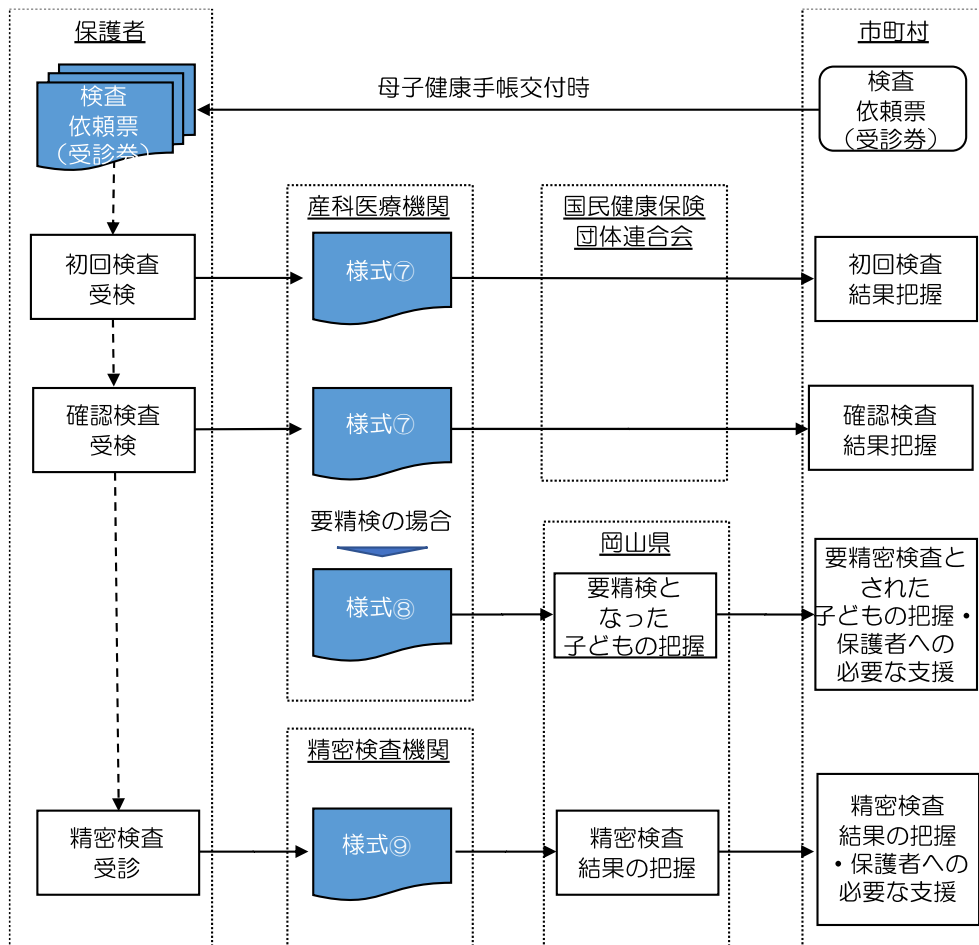 保護者
市町村
検査
依頼票
（受診券）
母子健康手帳交付時
検査
依頼票
（受診券）
産科医療機関
国民健康保険
団体連合会
初回検査
受検
様式⑦
初回検査
結果把握
確認検査
受検
様式⑦
確認検査
結果把握
要精検の場合
様式⑧
岡山県
要精検と
なった
子どもの把握
要精密検査と
された
子どもの把握・
保護者への
必要な支援
精密検査機関
精密検査
受診
様式⑨
精密検査
結果の把握
精密検査
結果の把握
・保護者への
必要な支援